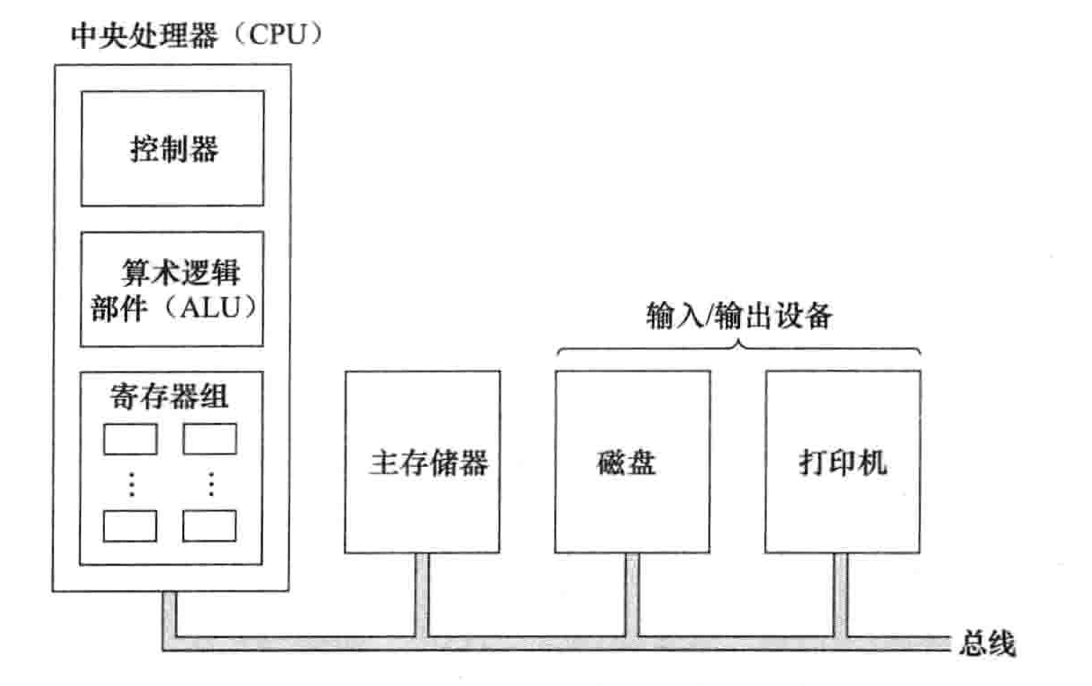 中央处理器（CPU）
控制器
算术逻辑
部件（ALU）
寄存器组
输入/输出设备
主存储器
磁盘
打印机
总线